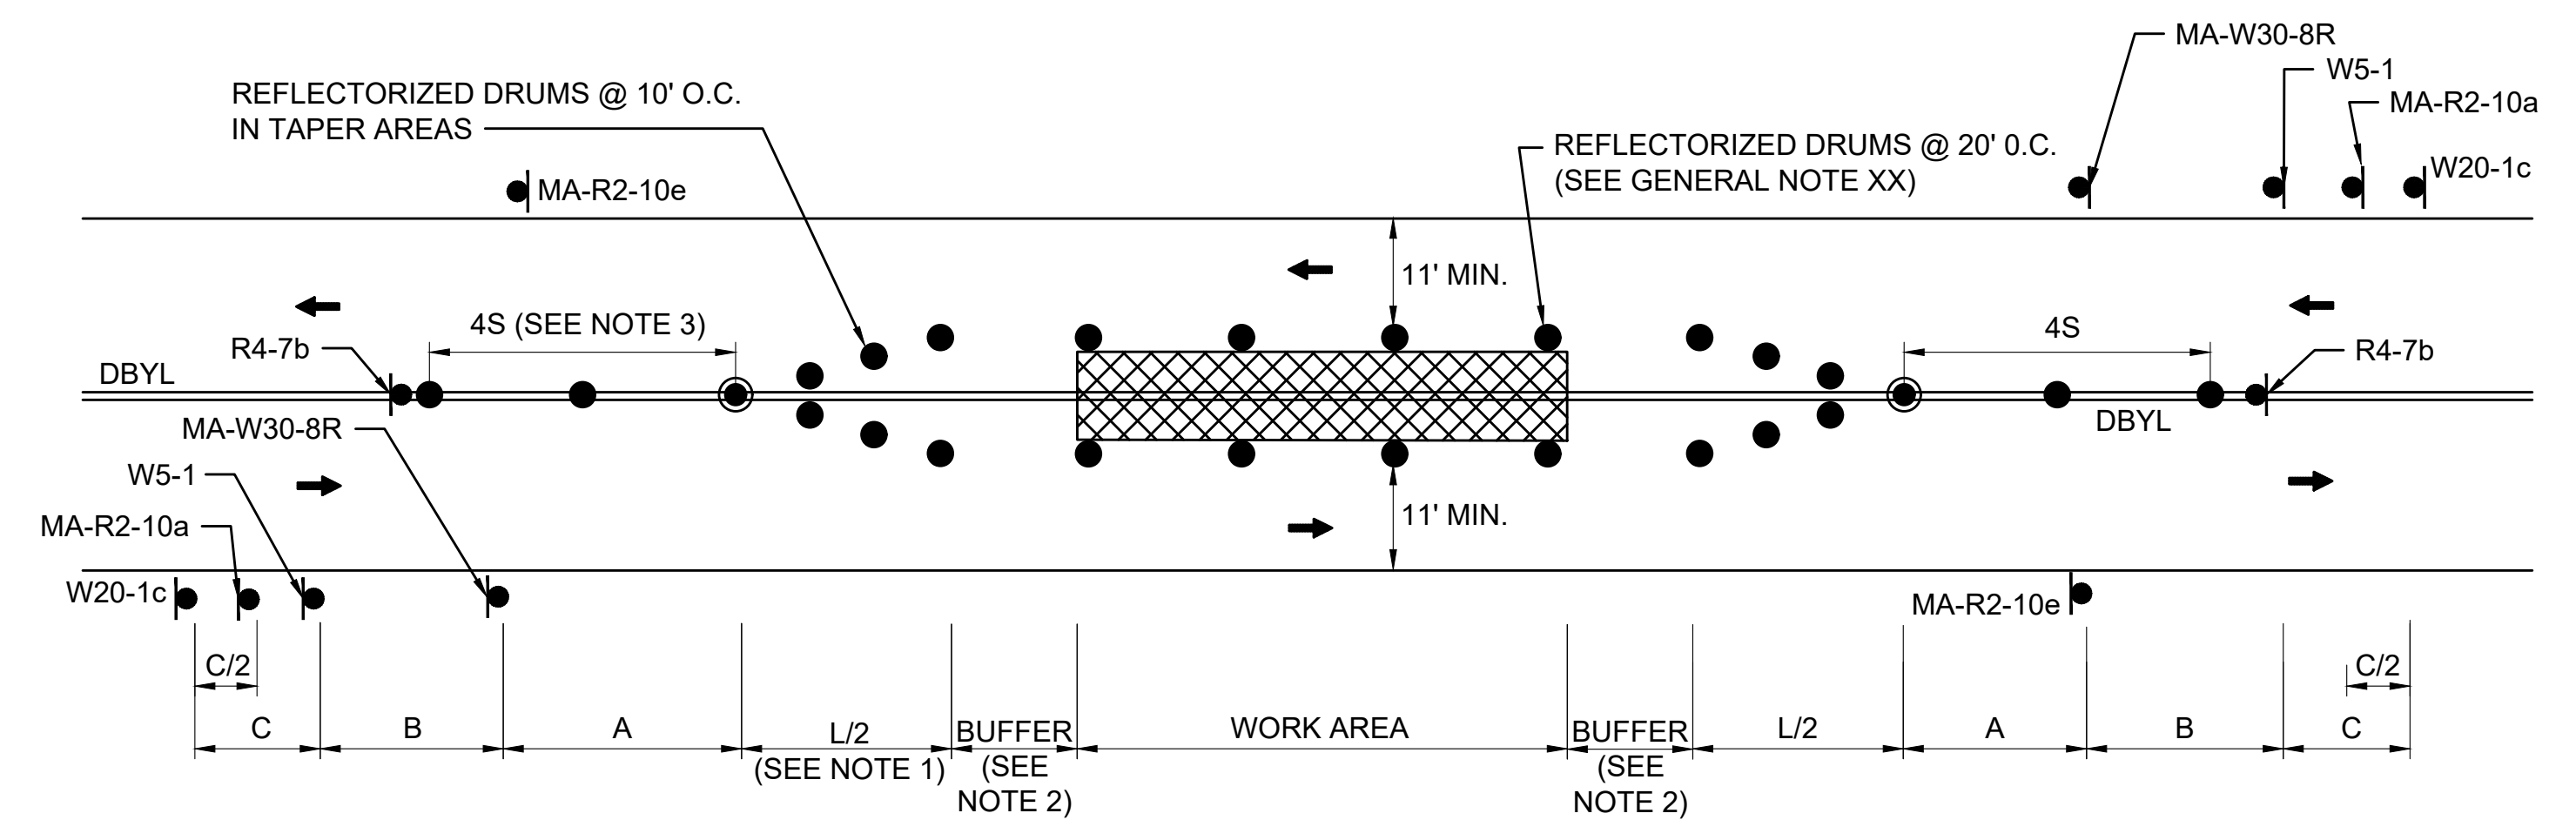 MA-W30-8R
W5-1
MA-R2-10a
W20-1c
REFLECTORIZED DRUMS @ 10' O.C.
IN TAPER AREAS
REFLECTORIZED DRUMS @ 20' 0.C.
(SEE GENERAL NOTE XX)
MA-R2-10e
11' MIN.
4S (SEE NOTE 3)
4S
R4-7b
R4-7b
DBYL
DBYL
MA-W30-8R
W5-1
MA-R2-10a
W20-1c
11' MIN.
MA-R2-10e
C/2
C/2
C
B
A
L/2
(SEE NOTE 1)
BUFFER
(SEE
NOTE 2)
WORK AREA
BUFFER
(SEE
NOTE 2)
L/2
A
B
C